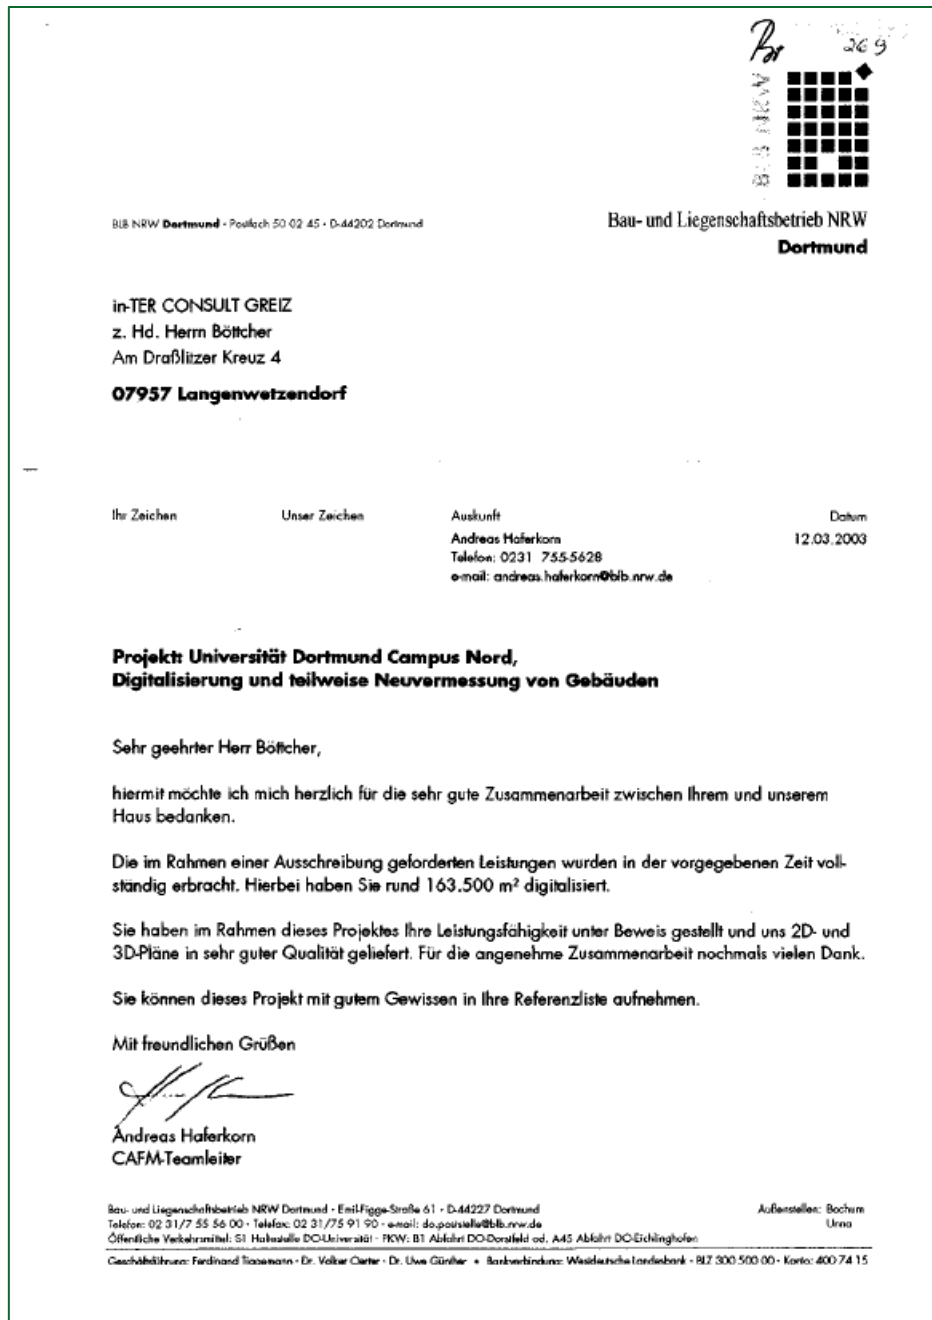 269
BLB NRW
Bau- und Liegenschaftsbetrieb NRW
Dortmund
BLB NRW Dortmund · Postfach 50 02 45 · D-44202 Dortmund
in-TER CONSULT GREIZ
z. Hd. Herrn Böttcher
Am Draßlitzer Kreuz 4
07957 Langenwetzendorf
Ihr Zeichen Unser Zeichen Auskunft Datum
Andreas Haferkorn 12.03.2003
Telefon: 0231 755-5628
e-mail: andreas.haferkorn@blb.nrw.de
Projekt: Universität Dortmund Campus Nord,
Digitalisierung und teilweise Neuvermessung von Gebäuden
Sehr geehrter Herr Böttcher,
hiermit möchte ich mich herzlich für die sehr gute Zusammenarbeit zwischen Ihrem und unserem
Haus bedanken.
Die im Rahmen einer Ausschreibung geforderten Leistungen wurden in der vorgegebenen Zeit voll-
ständig erbracht. Hierbei haben Sie rund 163.500 m² digitalisiert.
Sie haben im Rahmen dieses Projektes Ihre Leistungsfähigkeit unter Beweis gestellt und uns 2D- und
3D-Pläne in sehr guter Qualität geliefert. Für die angenehme Zusammenarbeit nochmals vielen Dank.
Sie können dieses Projekt mit gutem Gewissen in Ihre Referenzliste aufnehmen.
Mit freundlichen Grüßen
Andreas Haferkorn
CAFM-Teamleiter
Bau- und Liegenschaftsbetrieb NRW Dortmund · Emil-Figge-Straße 61 · D-44227 Dortmund Außenstellen: Bochum
Telefon: 02 31/7 55 56 00 · Telefax: 02 31/75 91 90 · e-mail: do.poststelle@blb.nrw.de Unna
Öffentliche Verkehrsmittel: S1 Haltestelle DO-Universität · PKW: B1 Abfahrt DO-Dorstfeld od. A45 Abfahrt DO-Eichlinghofen
Geschäftsführung: Ferdinand Tiggemann · Dr. Volker Oerter · Dr. Uwe Günther • Bankverbindung: Westdeutsche Landesbank · BLZ 300 500 00 · Konto: 400 74 15